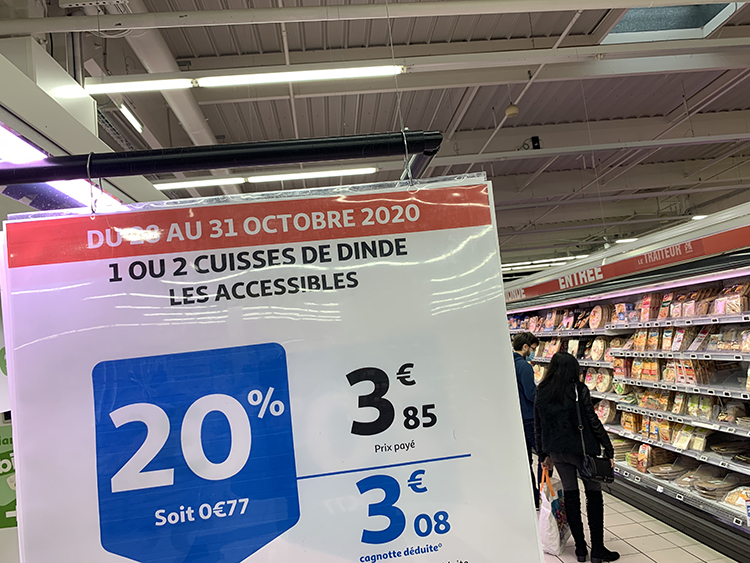 DU 28 AU 31 OCTOBRE 2020
1 OU 2 CUISSES DE DINDE
LES ACCESSIBLES
20%
Soit 0€77
3€85
Prix payé
3€08
cagnotte déduite°
ENTRÉE
LE TRAITEUR